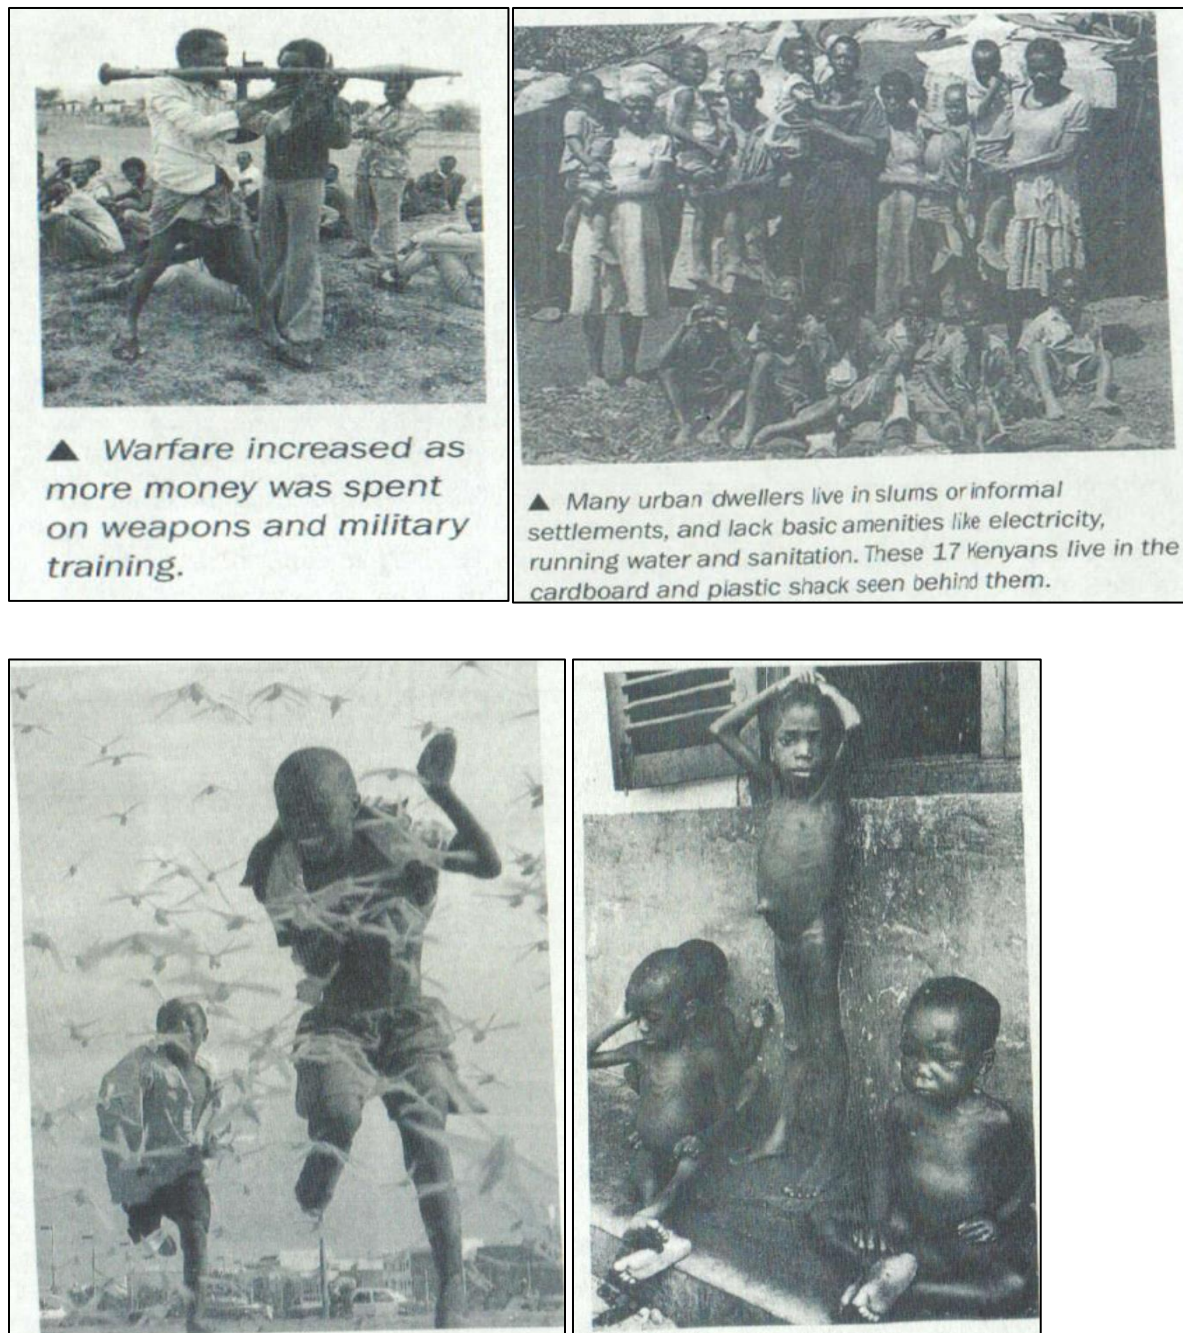 ▲ Warfare increased as
more money was spent
on weapons and military
training.
▲ Many urban dwellers live in slums or informal
settlements, and lack basic amenities like electricity,
running water and sanitation. These 17 Kenyans live in the
cardboard and plastic shack seen behind them.